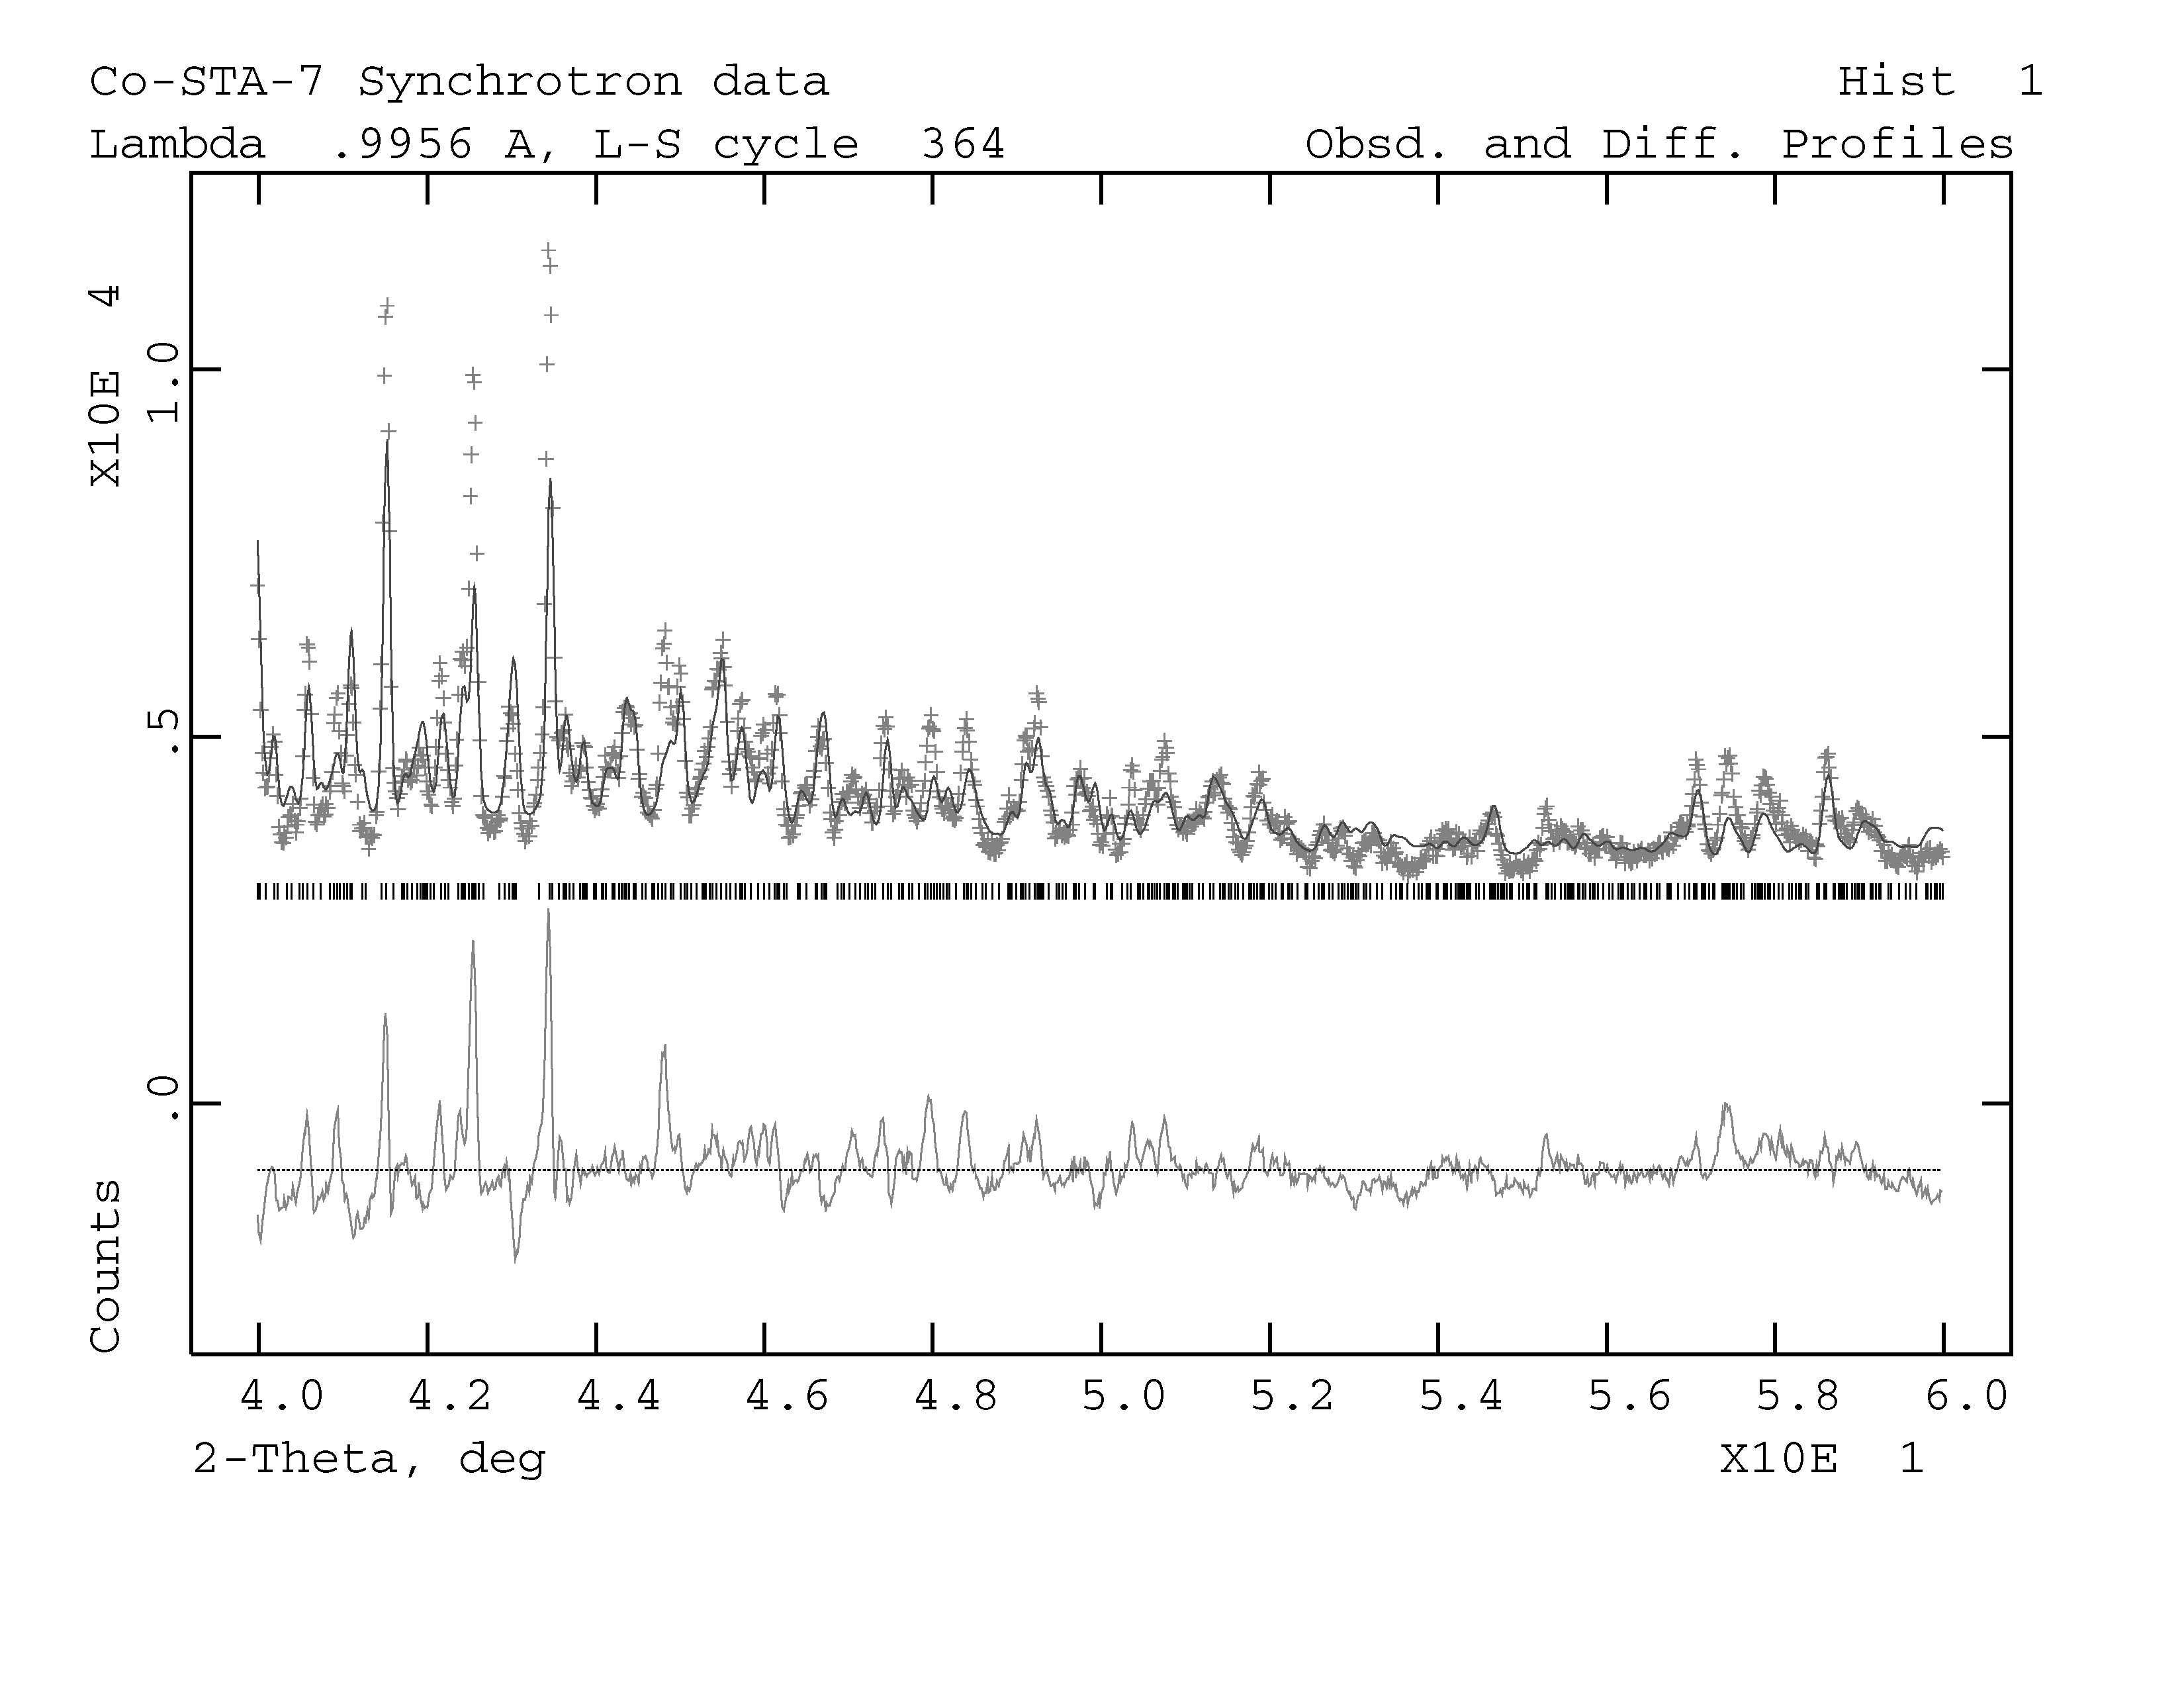 Co-STA-7 Synchrotron data Hist 1
Lambda .9956 A, L-S cycle 364 Obsd. and Diff. Profiles
X10E 4
1.0
.5
.0
Counts
4.0 4.2 4.4 4.6 4.8 5.0 5.2 5.4 5.6 5.8 6.0
2-Theta, deg X10E 1